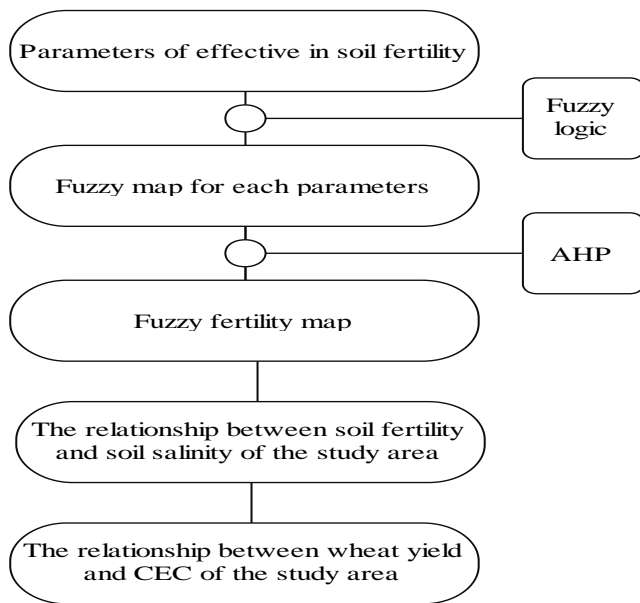 Parameters of effective in soil fertility
Fuzzy
logic
Fuzzy map for each parameters
AHP
Fuzzy fertility map
The relationship between soil fertility
and soil salinity of the study area
The relationship between wheat yield
and CEC of the study area